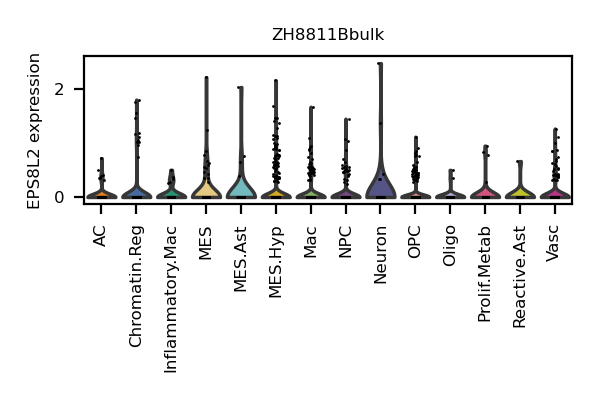 ZH8811Bbulk
EPS8L2 expression
2
0
AC
Chromatin.Reg
Inflammatory.Mac
MES
MES.Ast
MES.Hyp
Mac
NPC
Neuron
OPC
Oligo
Prolif.Metab
Reactive.Ast
Vasc